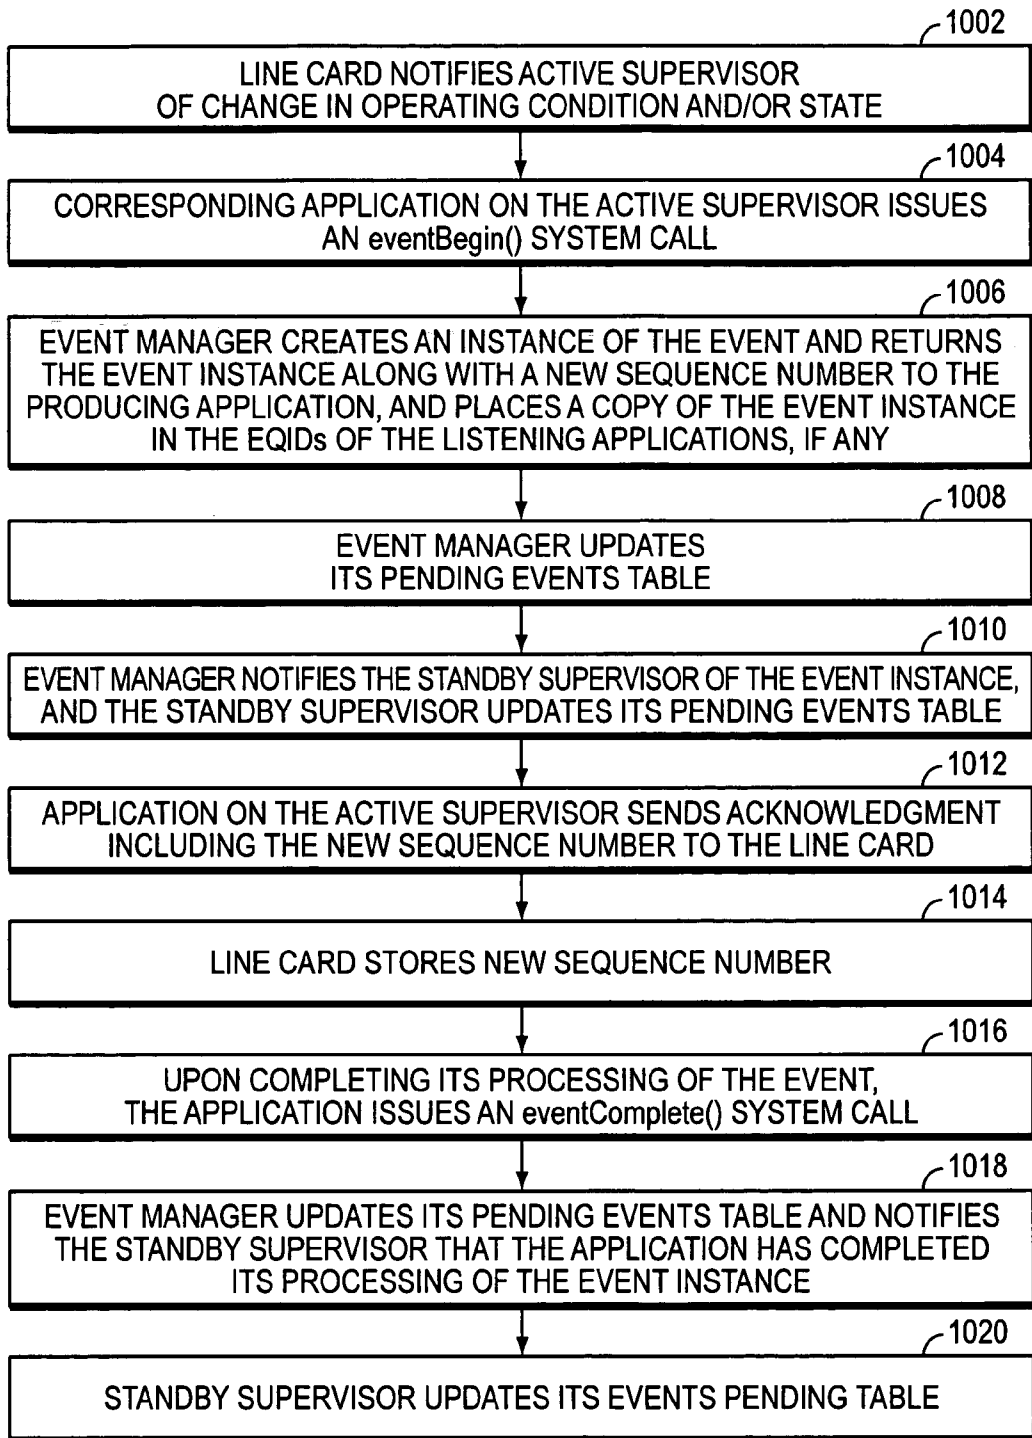 1002
LINE CARD NOTIFIES ACTIVE SUPERVISOR
OF CHANGE IN OPERATING CONDITION AND/OR STATE
1004
CORRESPONDING APPLICATION ON THE ACTIVE SUPERVISOR ISSUES
AN eventBegin() SYSTEM CALL
1006
EVENT MANAGER CREATES AN INSTANCE OF THE EVENT AND RETURNS
THE EVENT INSTANCE ALONG WITH A NEW SEQUENCE NUMBER TO THE
PRODUCING APPLICATION, AND PLACES A COPY OF THE EVENT INSTANCE
IN THE EQIDs OF THE LISTENING APPLICATIONS, IF ANY
1008
EVENT MANAGER UPDATES
ITS PENDING EVENTS TABLE
1010
EVENT MANAGER NOTIFIES THE STANDBY SUPERVISOR OF THE EVENT INSTANCE,
AND THE STANDBY SUPERVISOR UPDATES ITS PENDING EVENTS TABLE
1012
APPLICATION ON THE ACTIVE SUPERVISOR SENDS ACKNOWLEDGMENT
INCLUDING THE NEW SEQUENCE NUMBER TO THE LINE CARD
1014
LINE CARD STORES NEW SEQUENCE NUMBER
1016
UPON COMPLETING ITS PROCESSING OF THE EVENT,
THE APPLICATION ISSUES AN eventComplete() SYSTEM CALL
1018
EVENT MANAGER UPDATES ITS PENDING EVENTS TABLE AND NOTIFIES
THE STANDBY SUPERVISOR THAT THE APPLICATION HAS COMPLETED
ITS PROCESSING OF THE EVENT INSTANCE
1020
STANDBY SUPERVISOR UPDATES ITS EVENTS PENDING TABLE